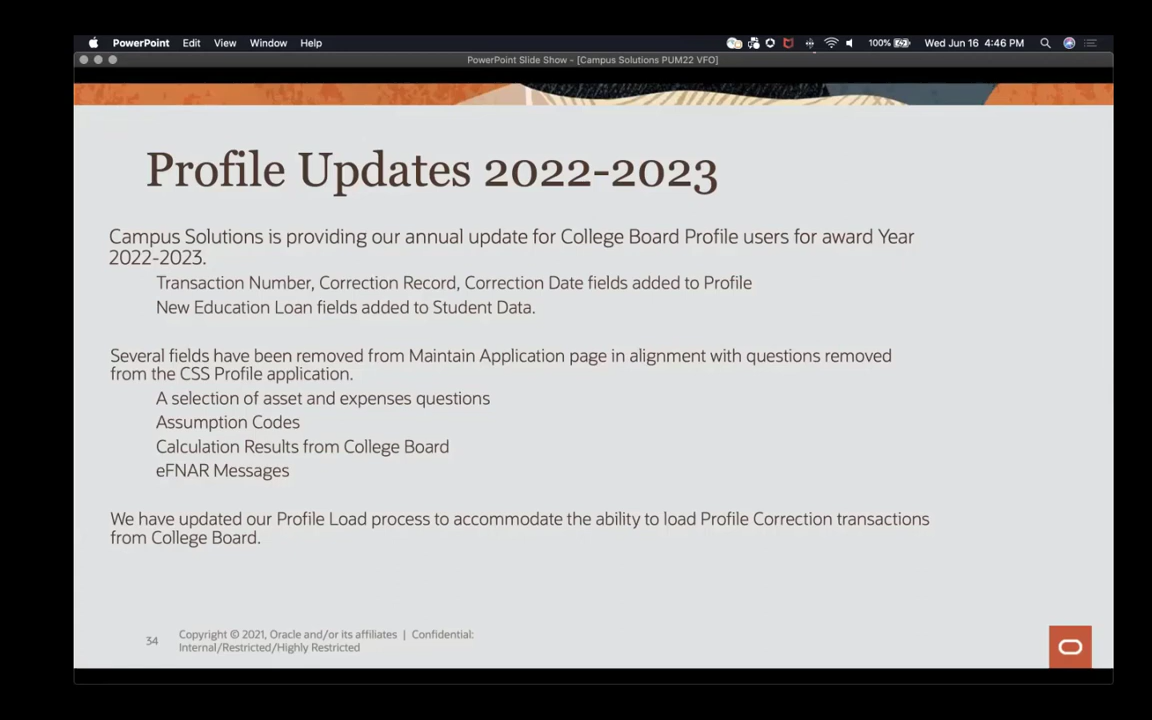 PowerPoint Edit View Window Help 100% Wed Jun 16 4:46 PM
PowerPoint Slide Show - [Campus Solutions PUM22 VFO]
Profile Updates 2022-2023
Campus Solutions is providing our annual update for College Board Profile users for award Year
2022-2023.
Transaction Number, Correction Record, Correction Date fields added to Profile
New Education Loan fields added to Student Data.
Several fields have been removed from Maintain Application page in alignment with questions removed
from the CSS Profile application.
A selection of asset and expenses questions
Assumption Codes
Calculation Results from College Board
eFNAR Messages
We have updated our Profile Load process to accommodate the ability to load Profile Correction transactions
from College Board.
34
Copyright © 2021, Oracle and/or its affiliates | Confidential:
Internal/Restricted/Highly Restricted